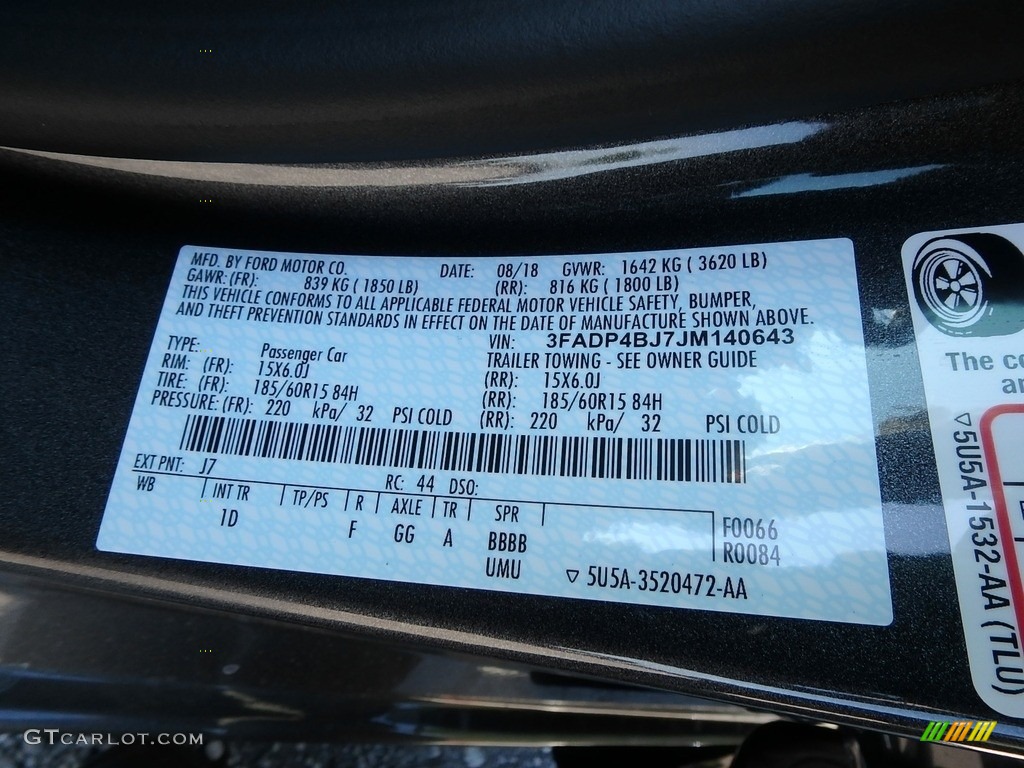 MFD. BY FORD MOTOR CO. DATE: 08/18 GVWR: 1642 KG ( 3620 LB)
GAWR: (FR): 839 KG ( 1850 LB) (RR): 816 KG ( 1800 LB)
THIS VEHICLE CONFORMS TO ALL APPLICABLE FEDERAL MOTOR VEHICLE SAFETY, BUMPER,
AND THEFT PREVENTION STANDARDS IN EFFECT ON THE DATE OF MANUFACTURE SHOWN ABOVE.
VIN: 3FADP4BJ7JM140643
TYPE: Passenger Car TRAILER TOWING - SEE OWNER GUIDE
RIM: (FR): 15X6.0J (RR): 15X6.0J
TIRE: (FR): 185/60R15 84H (RR): 185/60R15 84H
PRESSURE: (FR): 220 kPa/ 32 PSI COLD (RR): 220 kPa/ 32 PSI COLD
EXT PNT: J7 RC: 44 DSO:
WB INT TR TP/PS R AXLE TR SPR
1D F GG A BBBB F0066
UMU R0084
▽ 5U5A-3520472-AA
The co
an
▽5U5A-1532-AA (TLU)
GTCARLOT.COM